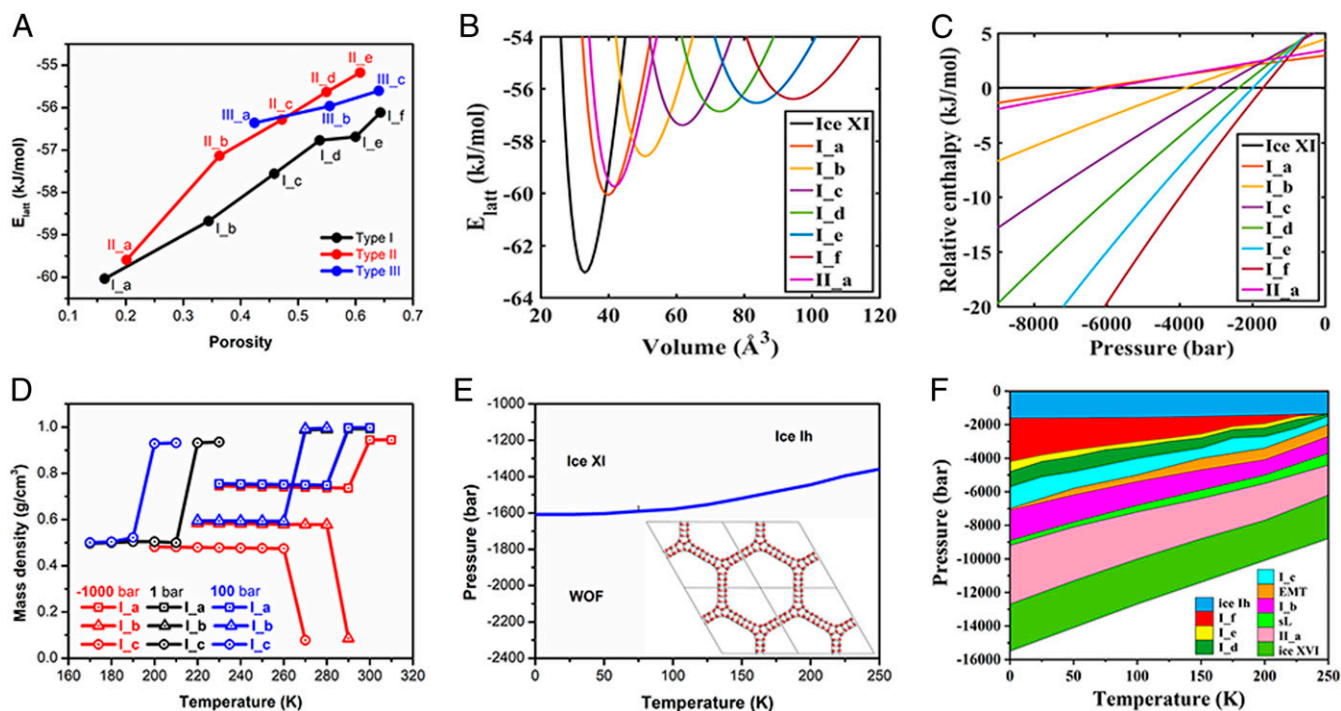 A
E_latt (kJ/mol)
-55
-56
-57
-58
-59
-60
II_e
II_d
III_c
II_c
III_a
III_b
I_f
II_b
I_e
I_d
I_c
I_b
II_a
I_a
Type I
Type II
Type III
0.1 0.2 0.3 0.4 0.5 0.6 0.7
Porosity
B
E_latt (kJ/mol)
-54
-56
-58
-60
-62
-64
Ice XI
I_a
I_b
I_c
I_d
I_e
I_f
II_a
20 40 60 80 100 120
Volume (Å³)
C
Relative enthalpy (kJ/mol)
5
0
-5
-10
-15
-20
Ice XI
I_a
I_b
I_c
I_d
I_e
I_f
II_a
-8000 -6000 -4000 -2000 0
Pressure (bar)
D
Mass density (g/cm³)
1.0
0.8
0.6
0.4
0.2
0.0
-1000 bar 1 bar 100 bar
I_a I_a I_a
I_b I_b I_b
I_c I_c I_c
160 180 200 220 240 260 280 300 320
Temperature (K)
E
Pressure (bar)
-1000
-1200
-1400
-1600
-1800
-2000
-2200
-2400
Ice XI
Ice Ih
WOF
0 50 100 150 200 250
Temperature (K)
F
Pressure (bar)
0
-2000
-4000
-6000
-8000
-10000
-12000
-14000
-16000
ice Ih
I_f
I_e
I_d
I_c
EMT
I_b
sL
II_a
ice XVI
0 50 100 150 200 250
Temperature (K)